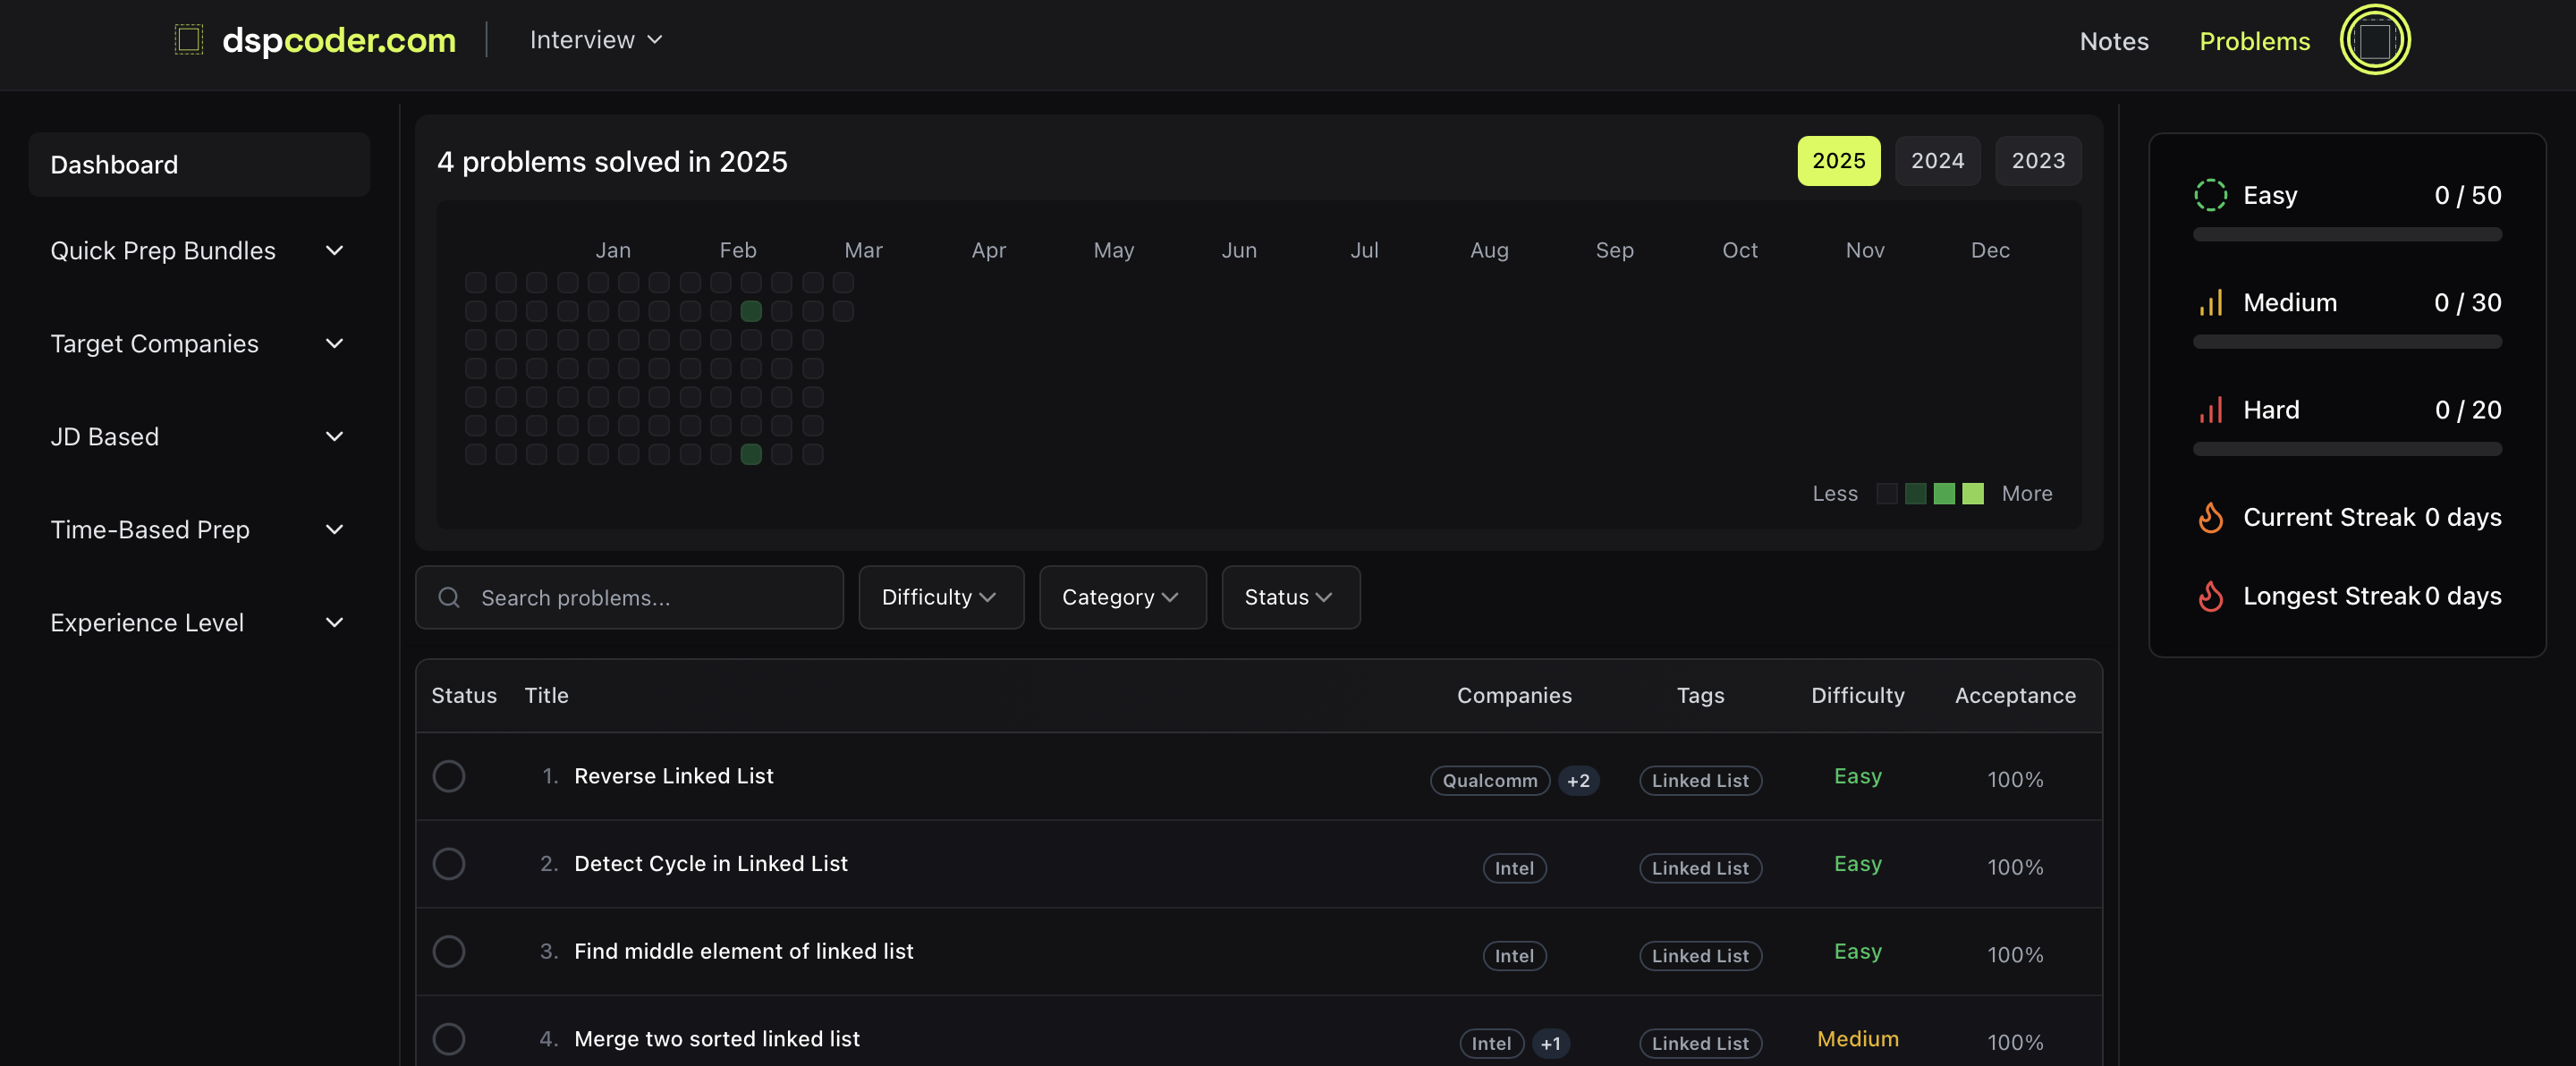 dspcoder.com
Interview
Notes
Problems
Dashboard
Quick Prep Bundles
Target Companies
JD Based
Time-Based Prep
Experience Level
4 problems solved in 2025
2025 2024 2023
Jan Feb Mar Apr May Jun Jul Aug Sep Oct Nov Dec
Less More
Search problems...
Difficulty
Category
Status
Status Title Companies Tags Difficulty Acceptance
1. Reverse Linked List Qualcomm +2 Linked List Easy 100%
2. Detect Cycle in Linked List Intel Linked List Easy 100%
3. Find middle element of linked list Intel Linked List Easy 100%
4. Merge two sorted linked list Intel +1 Linked List Medium 100%
Easy 0 / 50
Medium 0 / 30
Hard 0 / 20
Current Streak 0 days
Longest Streak 0 days